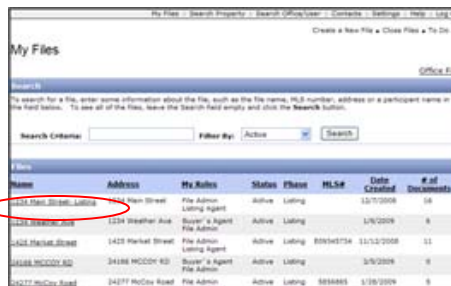 My Files | Search Property | Search Office/User | Contacts | Settings | Help | Log
Create a New File Close Files To Do
My Files
Office F
Search
To search for a file, enter some information about the file, such as the file name, MLS number, address or a participant name in
the field below. To see all of the files, leave the Search field empty and click the Search button.
Search Criteria: Filter By: Active Search
Files
Name Address My Roles Status Phase MLS# Date Created # of Documents
1234 Main Street- Listing 1234 Main Street File Admin Listing Agent Active Listing 12/7/2008 16
1234 Weather Ave 1234 Weather Ave Buyer's Agent File Admin Active Listing 1/9/2009 6
1425 Market Street 1425 Market Street File Admin Listing Agent Active Listing 11/12/2008 11
24166 MCCOY RD 24166 MCCOY RD Buyer's Agent File Admin Active Listing 2/5/2009 0
24277 McCoy Road 24277 McCoy Road File Admin Active Listing 5856865 1/28/2009 5